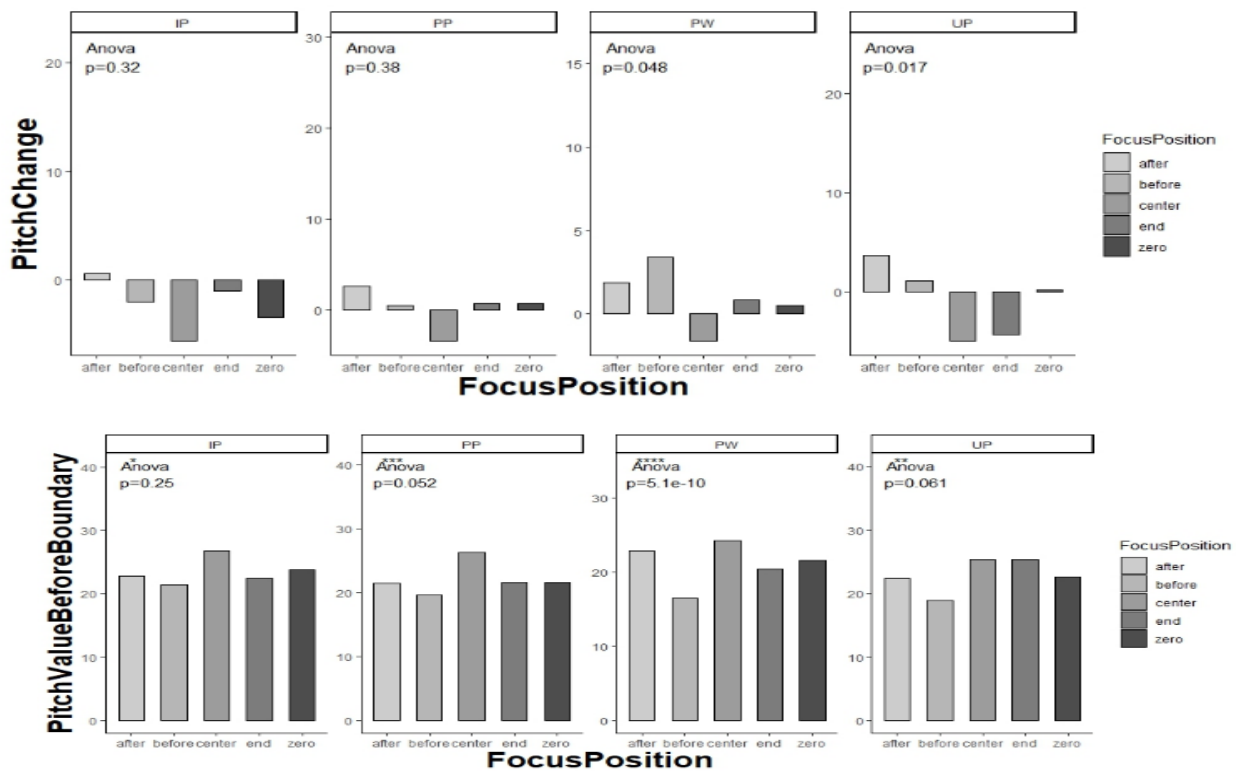 IP PP PW UP
Anova Anova Anova Anova
p=0.32 p=0.38 p=0.048 p=0.017
PitchChange
20 10 0
30 20 10 0
15 10 5 0
20 10 0
after before center end zero after before center end zero after before center end zero after before center end zero
FocusPosition
FocusPosition
after
before
center
end
zero
IP PP PW UP
* *** **** **
Anova Anova Anova Anova
p=0.25 p=0.052 p=5.1e-10 p=0.061
PitchValueBeforeBoundary
40 30 20 10 0
40 30 20 10 0
30 20 10 0
40 30 20 10 0
after before center end zero after before center end zero after before center end zero after before center end zero
FocusPosition
FocusPosition
after
before
center
end
zero